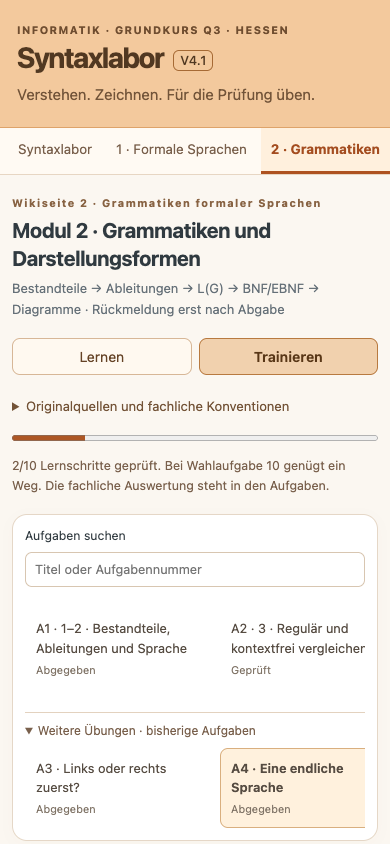 INFORMATIK · GRUNDKURS Q3 · HESSEN
Syntaxlabor V4.1
Verstehen. Zeichnen. Für die Prüfung üben.
Syntaxlabor 1 · Formale Sprachen 2 · Grammatiken
Wikiseite 2 · Grammatiken formaler Sprachen
Modul 2 · Grammatiken und
Darstellungsformen
Bestandteile → Ableitungen → L(G) → BNF/EBNF →
Diagramme · Rückmeldung erst nach Abgabe
Lernen Trainieren
▶ Originalquellen und fachliche Konventionen
2/10 Lernschritte geprüft. Bei Wahlaufgabe 10 genügt ein
Weg. Die fachliche Auswertung steht in den Aufgaben.
Aufgaben suchen
Titel oder Aufgabennummer
A1 · 1–2 · Bestandteile,
Ableitungen und Sprache
Abgegeben
A2 · 3 · Regulär und
kontextfrei vergleichen
Geprüft
▼ Weitere Übungen · bisherige Aufgaben
A3 · Links oder rechts
zuerst?
Abgegeben
A4 · Eine endliche
Sprache
Abgegeben